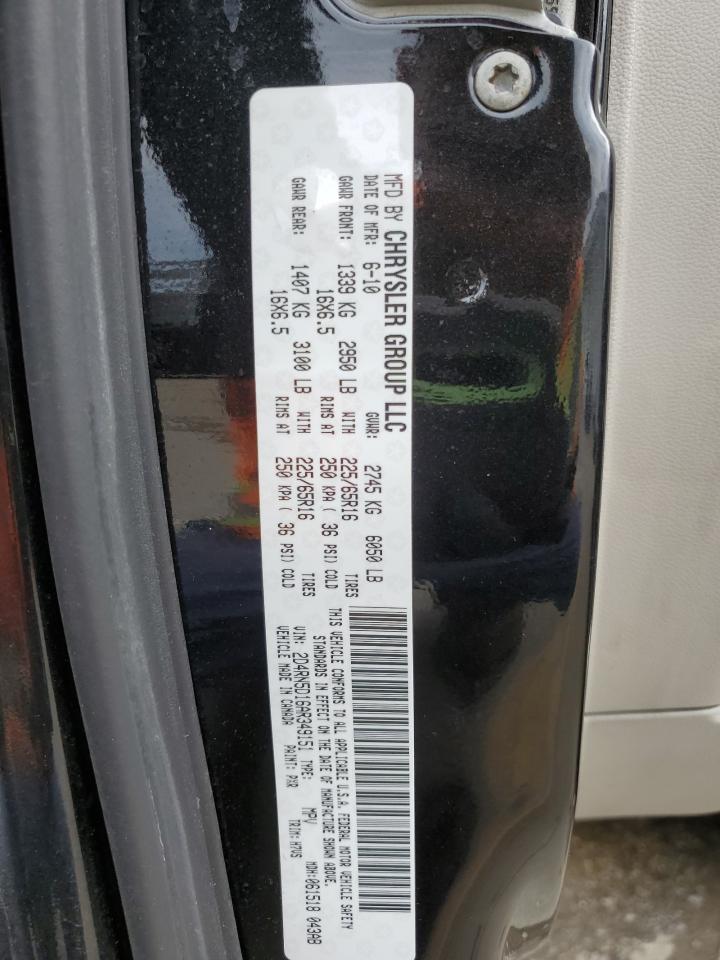 MFD BY CHRYSLER GROUP LLC
DATE OF MFR: 6-10 GVWR: 2745 KG 6050 LB
GAWR FRONT: 1339 KG 2950 LB WITH 225/65R16 TIRES
16X6.5 RIMS AT 250 KPA ( 36 PSI) COLD
GAWR REAR: 1407 KG 3100 LB WITH 225/65R16 TIRES
16X6.5 RIMS AT 250 KPA ( 36 PSI) COLD
THIS VEHICLE CONFORMS TO ALL APPLICABLE U.S.A. FEDERAL MOTOR VEHICLE SAFETY
STANDARDS IN EFFECT ON THE DATE OF MANUFACTURE SHOWN ABOVE.
VIN: 2D4RN5D16AR349151 TYPE: MPV MDH:061518 043AB
VEHICLE MADE IN CANADA PAINT: PXR TRIM:H7VS